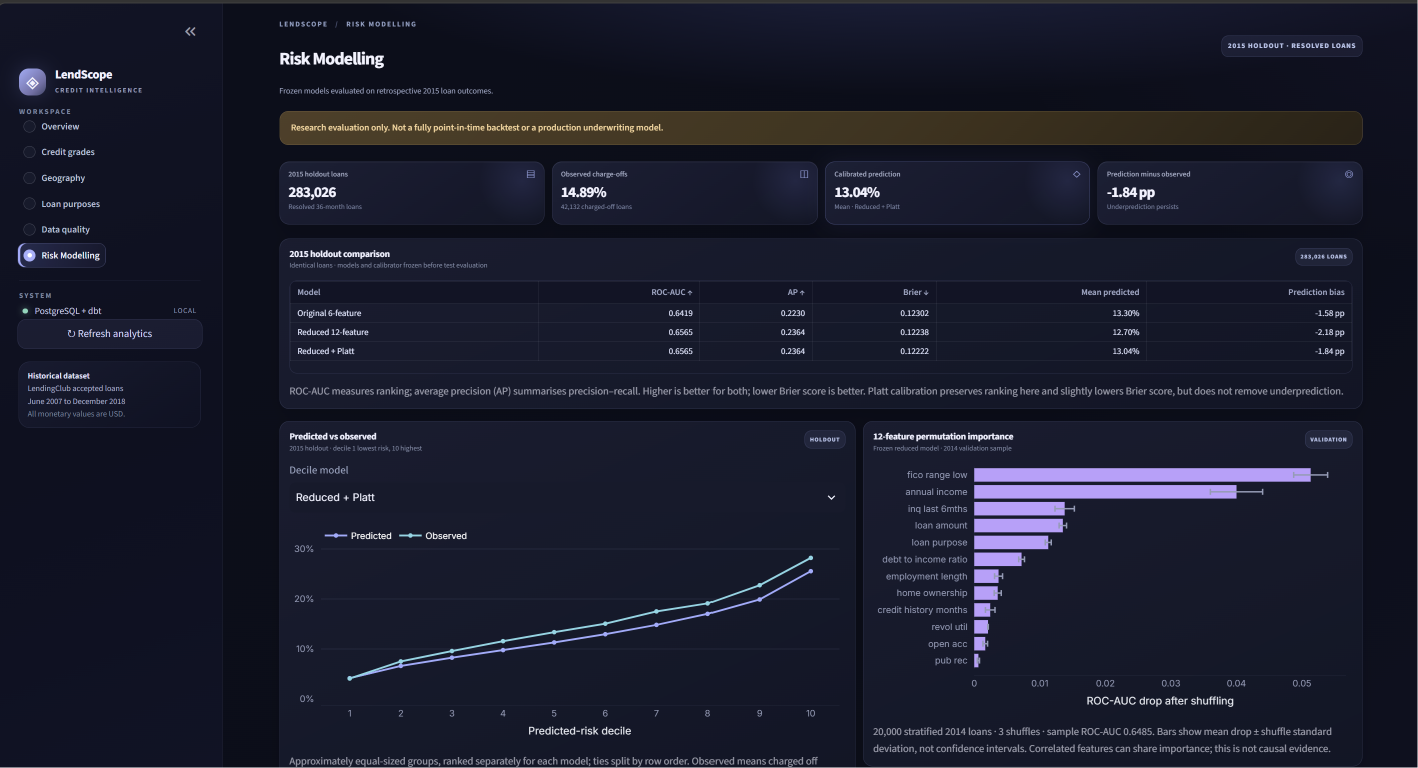 LendScope
CREDIT INTELLIGENCE
WORKSPACE
Overview
Credit grades
Geography
Loan purposes
Data quality
Risk Modelling
SYSTEM
PostgreSQL + dbt LOCAL
↻ Refresh analytics
Historical dataset
LendingClub accepted loans
June 2007 to December 2018
All monetary values are USD.
LENDSCOPE / RISK MODELLING
Risk Modelling
2015 HOLDOUT · RESOLVED LOANS
Frozen models evaluated on retrospective 2015 loan outcomes.
Research evaluation only. Not a fully point-in-time backtest or a production underwriting model.
2015 holdout loans
283,026
Resolved 36-month loans
Observed charge-offs
14.89%
42,132 charged-off loans
Calibrated prediction
13.04%
Mean · Reduced + Platt
Prediction minus observed
-1.84 pp
Underprediction persists
2015 holdout comparison
Identical loans · models and calibrator frozen before test evaluation
283,026 LOANS
Model ROC-AUC ↑ AP ↑ Brier ↓ Mean predicted Prediction bias
Original 6-feature 0.6419 0.2230 0.12302 13.30% -1.58 pp
Reduced 12-feature 0.6565 0.2364 0.12238 12.70% -2.18 pp
Reduced + Platt 0.6565 0.2364 0.12222 13.04% -1.84 pp
ROC-AUC measures ranking; average precision (AP) summarises precision–recall. Higher is better for both; lower Brier score is better. Platt calibration preserves ranking here and slightly lowers Brier score, but does not remove underprediction.
Predicted vs observed
2015 holdout · decile 1 lowest risk, 10 highest
HOLDOUT
Decile model
Reduced + Platt
Predicted Observed
30%
20%
10%
0%
1 2 3 4 5 6 7 8 9 10
Predicted-risk decile
Approximately equal-sized groups, ranked separately for each model; ties split by row order. Observed means charged off
12-feature permutation importance
Frozen reduced model · 2014 validation sample
VALIDATION
fico range low
annual income
inq last 6mths
loan amount
loan purpose
debt to income ratio
employment length
home ownership
credit history months
revol util
open acc
pub rec
0 0.01 0.02 0.03 0.04 0.05
ROC-AUC drop after shuffling
20,000 stratified 2014 loans · 3 shuffles · sample ROC-AUC 0.6485. Bars show mean drop ± shuffle standard
deviation, not confidence intervals. Correlated features can share importance; this is not causal evidence.